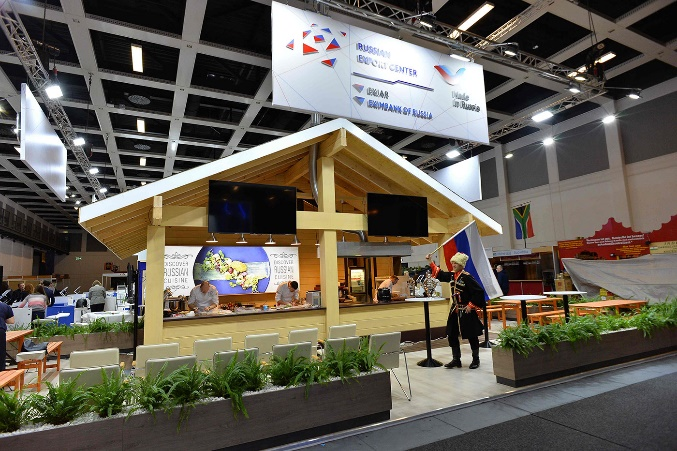 RUSSIAN
EXPORT CENTER
EXIAR
EXIMBANK OF RUSSIA
Made
in Russia
DISCOVER
RUSSIAN
CUISINE
DISCOVER
RUSSIAN
CUISINE